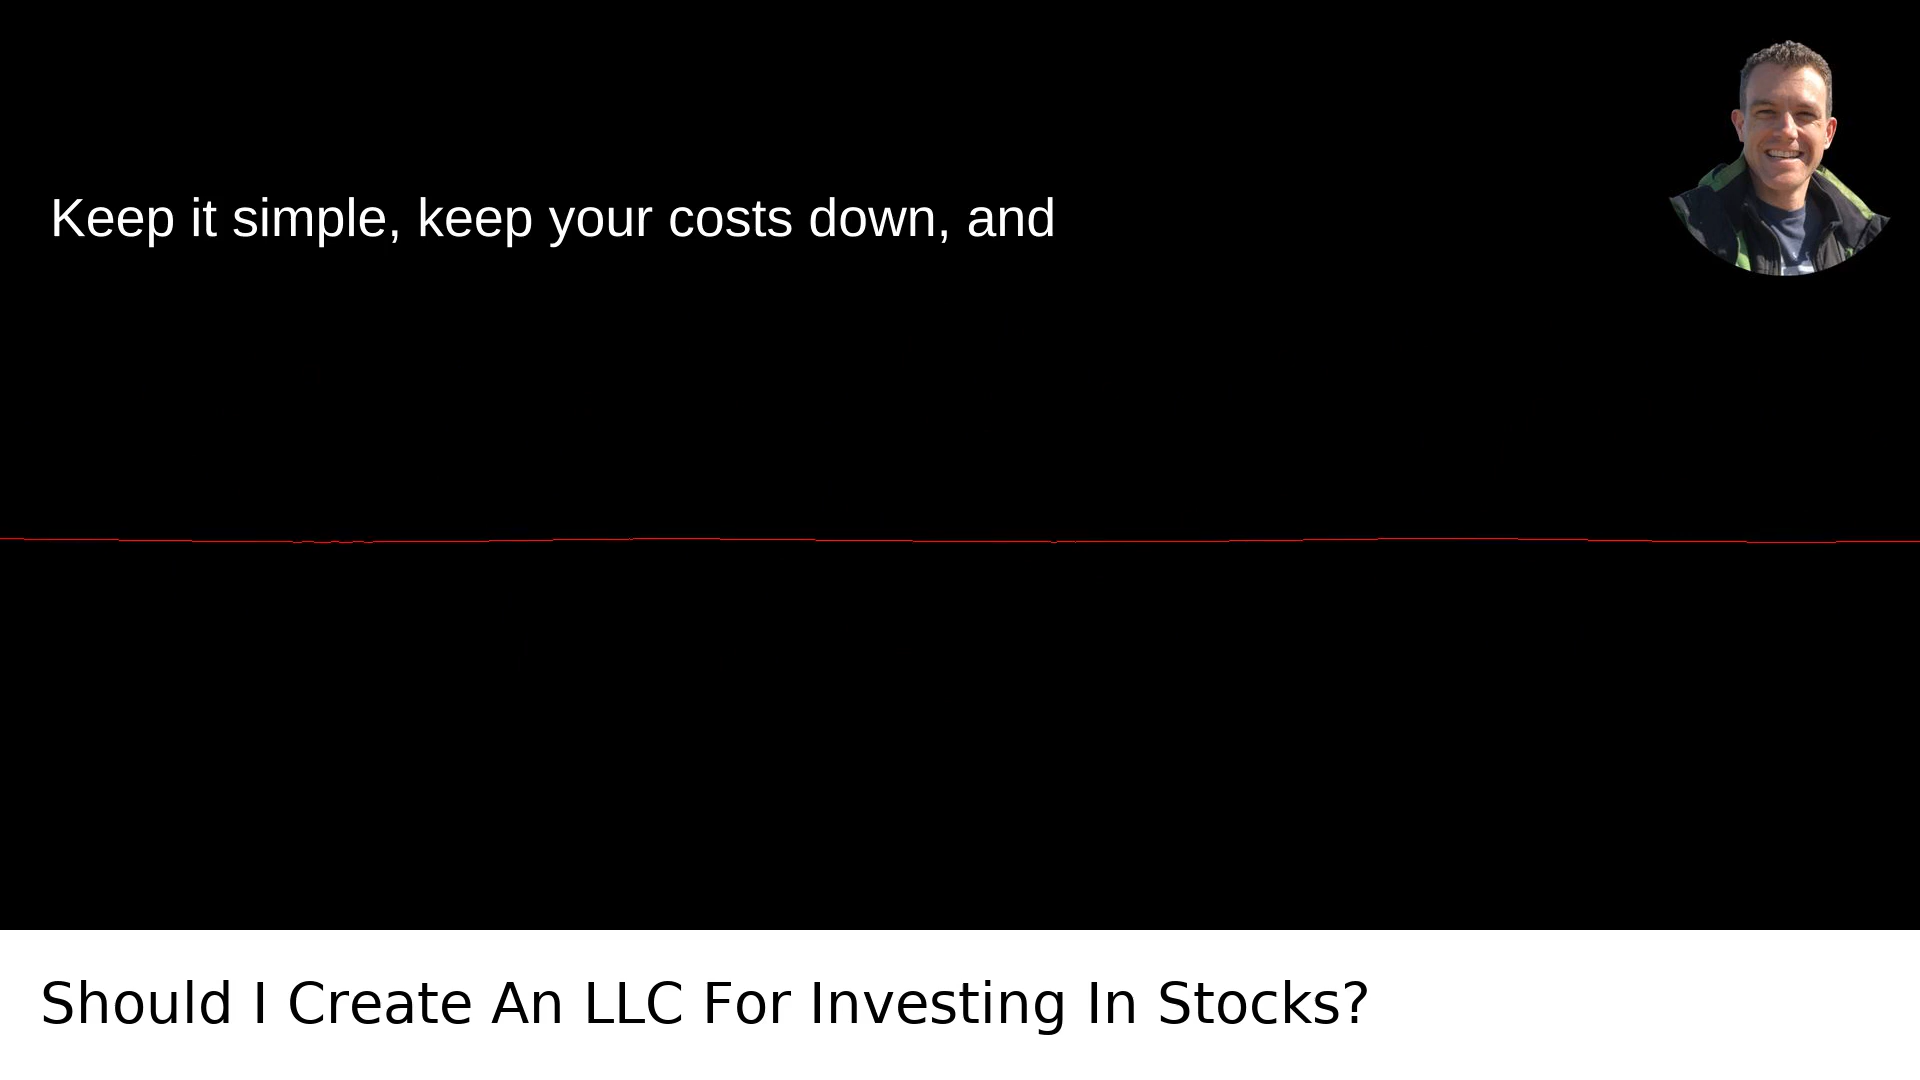 Keep it simple, keep your costs down, and
Should I Create An LLC For Investing In Stocks?